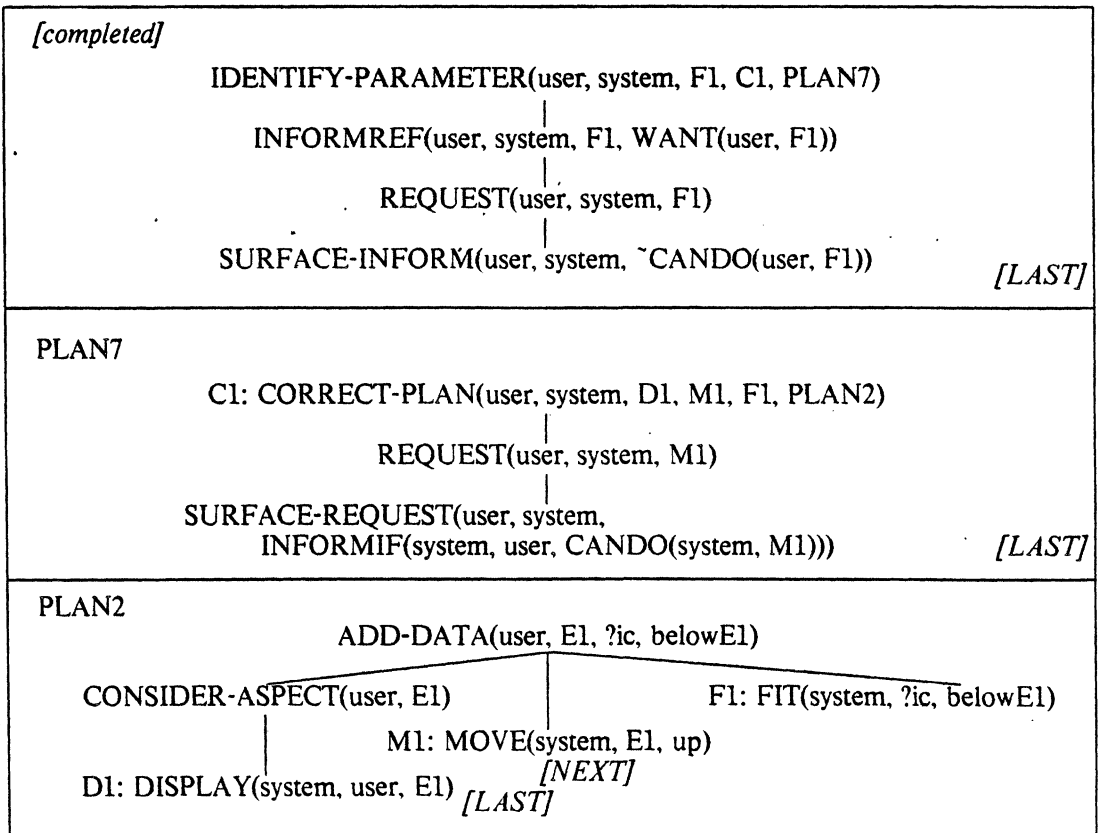 [completed]
IDENTIFY-PARAMETER(user, system, F1, C1, PLAN7)
INFORMREF(user, system, F1, WANT(user, F1))
REQUEST(user, system, F1)
SURFACE-INFORM(user, system, ~CANDO(user, F1))
[LAST]
PLAN7
C1: CORRECT-PLAN(user, system, D1, M1, F1, PLAN2)
REQUEST(user, system, M1)
SURFACE-REQUEST(user, system,
INFORMIF(system, user, CANDO(system, M1)))
[LAST]
PLAN2
ADD-DATA(user, E1, ?ic, belowE1)
CONSIDER-ASPECT(user, E1)
F1: FIT(system, ?ic, belowE1)
M1: MOVE(system, E1, up)
[NEXT]
D1: DISPLAY(system, user, E1)
[LAST]